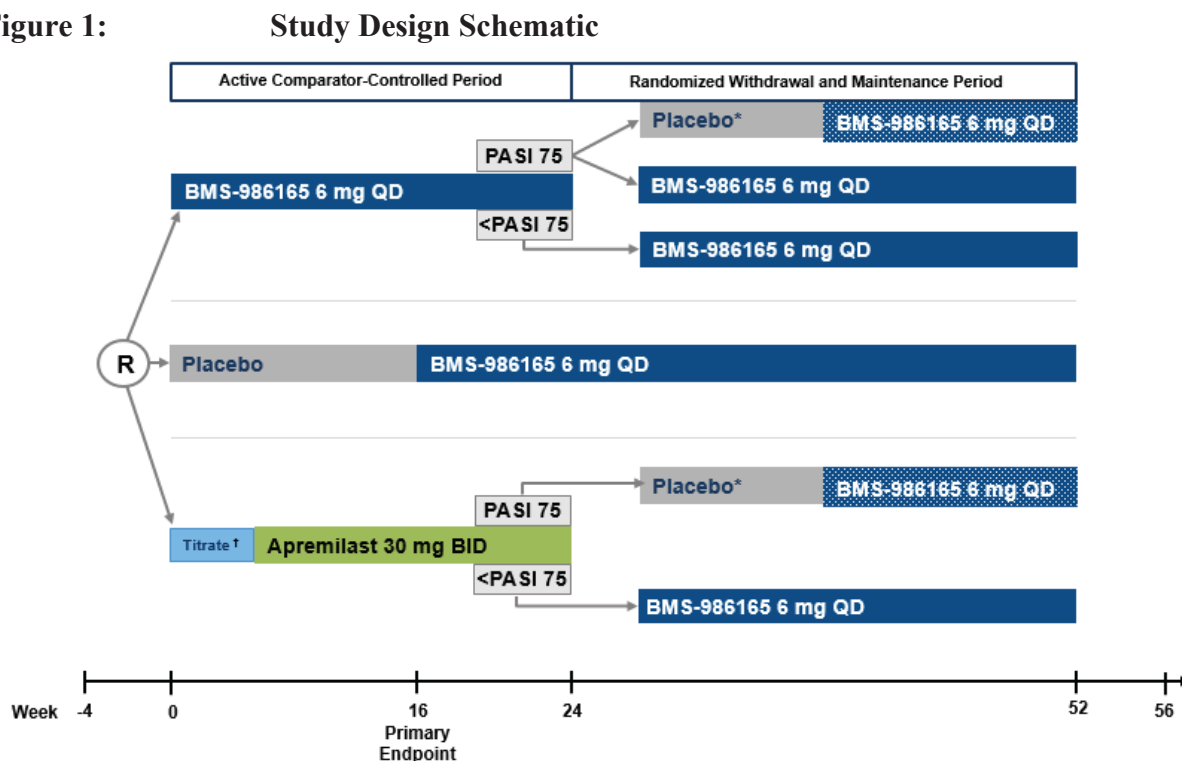 igure 1: Study Design Schematic
Active Comparator-Controlled Period
Randomized Withdrawal and Maintenance Period
Placebo*
BMS-986165 6 mg QD
PASI 75
BMS-986165 6 mg QD
BMS-986165 6 mg QD
<PASI 75
BMS-986165 6 mg QD
R
Placebo
BMS-986165 6 mg QD
Placebo*
BMS-986165 6 mg QD
PASI 75
Titrate†
Apremilast 30 mg BID
<PASI 75
BMS-986165 6 mg QD
Week -4 0 16 24 52 56
Primary
Endpoint